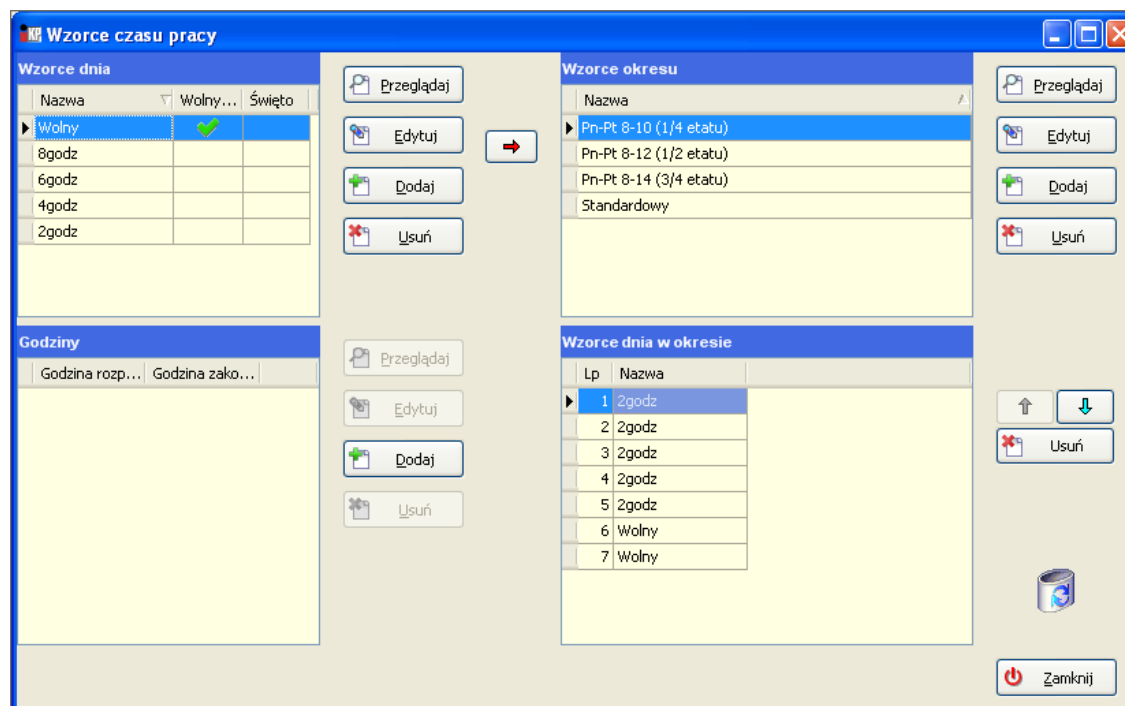 KP Wzorce czasu pracy
Wzorce dnia
Nazwa Wolny... Święto
Wolny
8godz
6godz
4godz
2godz
Przeglądaj
Edytuj
Dodaj
Usuń
Wzorce okresu
Nazwa
Pn-Pt 8-10 (1/4 etatu)
Pn-Pt 8-12 (1/2 etatu)
Pn-Pt 8-14 (3/4 etatu)
Standardowy
Przeglądaj
Edytuj
Dodaj
Usuń
Godziny
Godzina rozp... Godzina zako...
Przeglądaj
Edytuj
Dodaj
Usuń
Wzorce dnia w okresie
Lp Nazwa
1 2godz
2 2godz
3 2godz
4 2godz
5 2godz
6 Wolny
7 Wolny
Usuń
Zamknij